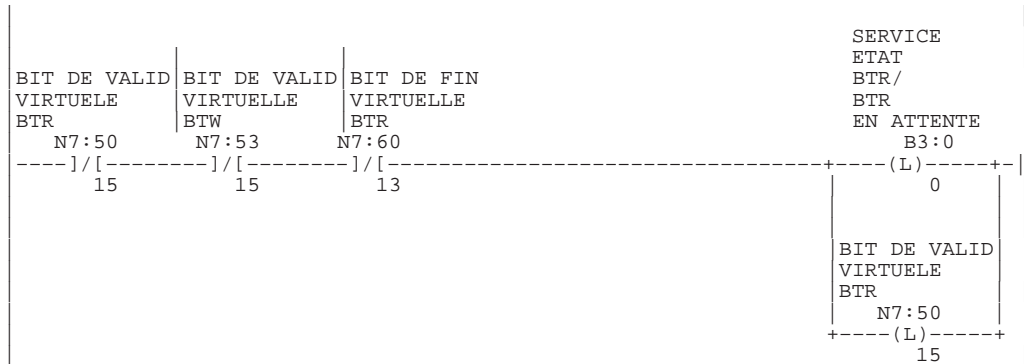 SERVICE
ETAT
BIT DE VALID BIT DE VALID BIT DE FIN BTR/
VIRTUELE VIRTUELLE VIRTUELLE BTR
BTR BTW BTR EN ATTENTE
N7:50 N7:53 N7:60 B3:0
----]/[--------]/[--------]/[----------------------------------+----(L)-----+-
15 15 13 0
BIT DE VALID
VIRTUELE
BTR
N7:50
+----(L)-----+
15